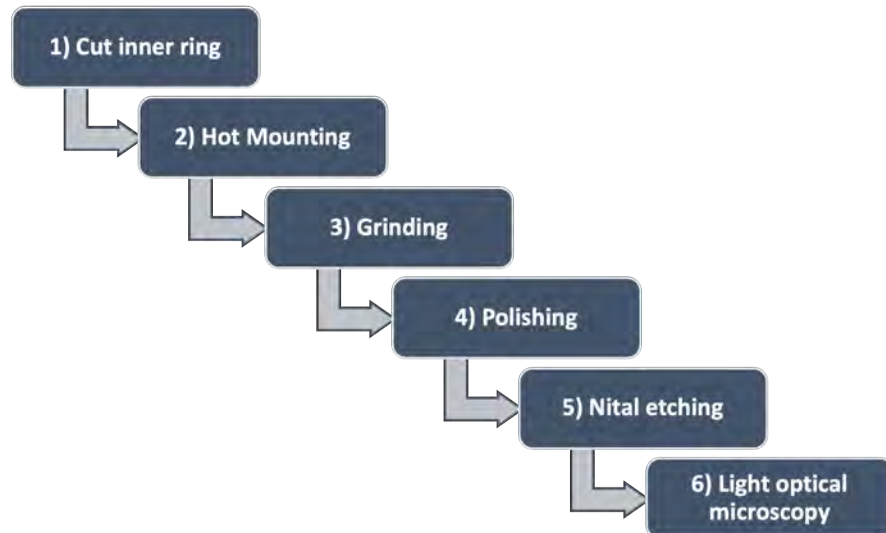 1) Cut inner ring
2) Hot Mounting
3) Grinding
4) Polishing
5) Nital etching
6) Light optical
microscopy